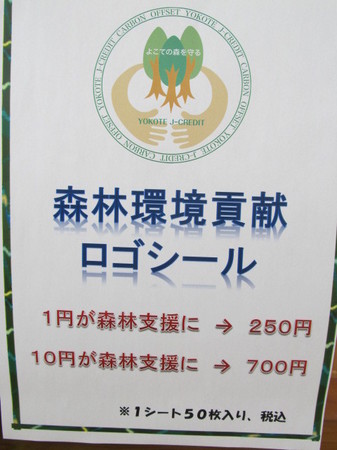 CARBON OFFSET YOKOTE J-CREDIT CARBON OFFSET YOKOTE J-CREDIT
よこての森を守る
YOKOTE J-CREDIT
森林環境貢献
ロゴシール
1円が森林支援に → 250円
10円が森林支援に → 700円
※1シート50枚入り、税込